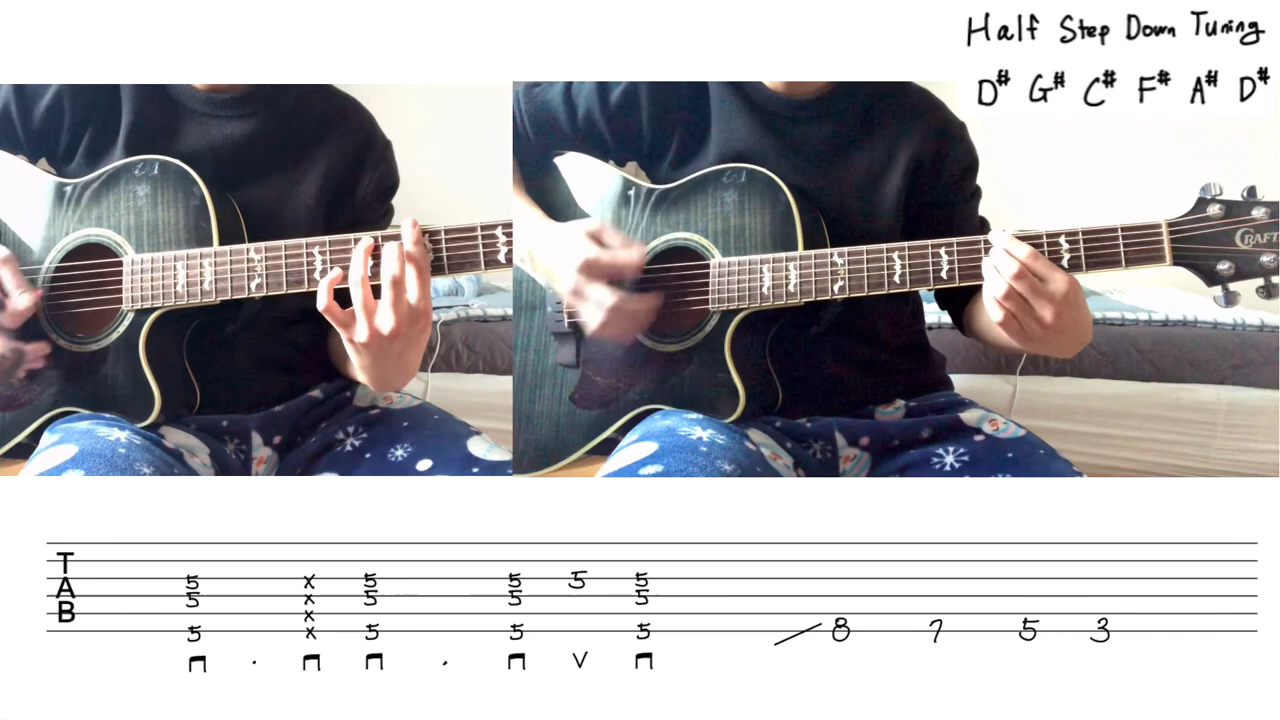 Half Step Down Tuning
D# G# C# F# A# D#
CRAFT
T
A
B
5 x 5 5 5 5
5 x 5 5 5
x
5 x 5 5 5 8 7 5 3
V